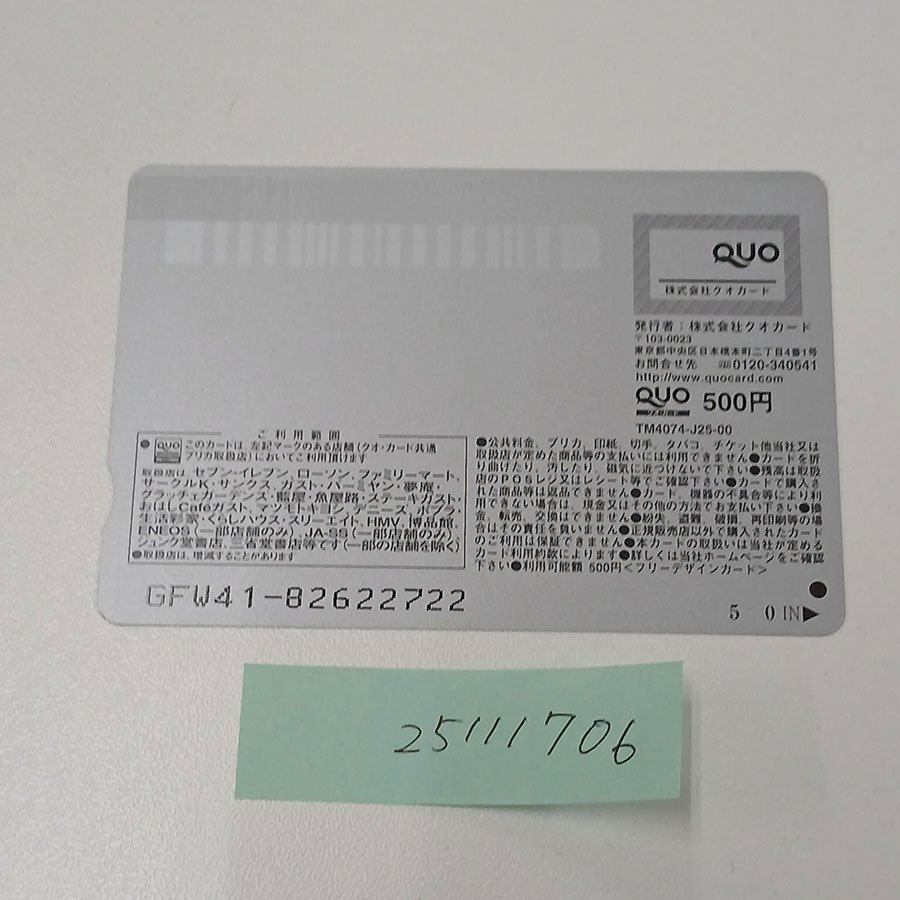 QUO
株式会社クオカード
発行者：株式会社クオカード
〒103-0023
東京都中央区日本橋本町二丁目4番1号
お問合せ先 ☎0120-340541
http://www.quocard.com
QUO 500円
TM4074-J25-00
ご利用範囲
●QUO このカードは、左記マークのある店舗(クオ・カード共通
プリカ取扱店)においてご利用頂けます
取扱店は、セブン-イレブン、ローソン、ファミリーマート、
サークルK・サンクス、ガスト・バーミヤン・夢庵・
グラッチェガーデンズ・藍屋・魚屋路・ステーキガスト・
おはしCafeガスト、マツモトキヨシ、デニーズ、ポプラ・
生活彩家・くらしハウス・スリーエイト、HMV、博品館、
ENEOS(一部店舗のみ)、JA-SS(一部店舗のみ)、
ジュンク堂書店、三省堂書店等です(一部の店舗を除く)
●取扱店は、増減することがあります
●公共料金、プリカ、印紙、切手、タバコ、チケット他当社又は
取扱店が定めた商品等の支払いには利用できません●カードを折
り曲げたり、汚したり、磁気に近づけないで下さい●残高は取扱
店のPOSレジ又はレシート等でご確認下さい●カードで購入さ
れた商品等は返品できません●カード、機器の不具合等により利
用できない場合は、現金又はその他の方法でお支払い下さい●換
金、転売、交換はできません●紛失、盗難、破損、再印刷等の場
合はその責任を負いません●正規販売店以外で購入されたカード
のご利用は保証できません●本カードの取扱いは当社が定める
カード利用約款によります●詳しくは当社ホームページをご確認
下さい●利用可能額 500円<フリーデザインカード>
GFW41-82622722
5 0 IN▶
25111706